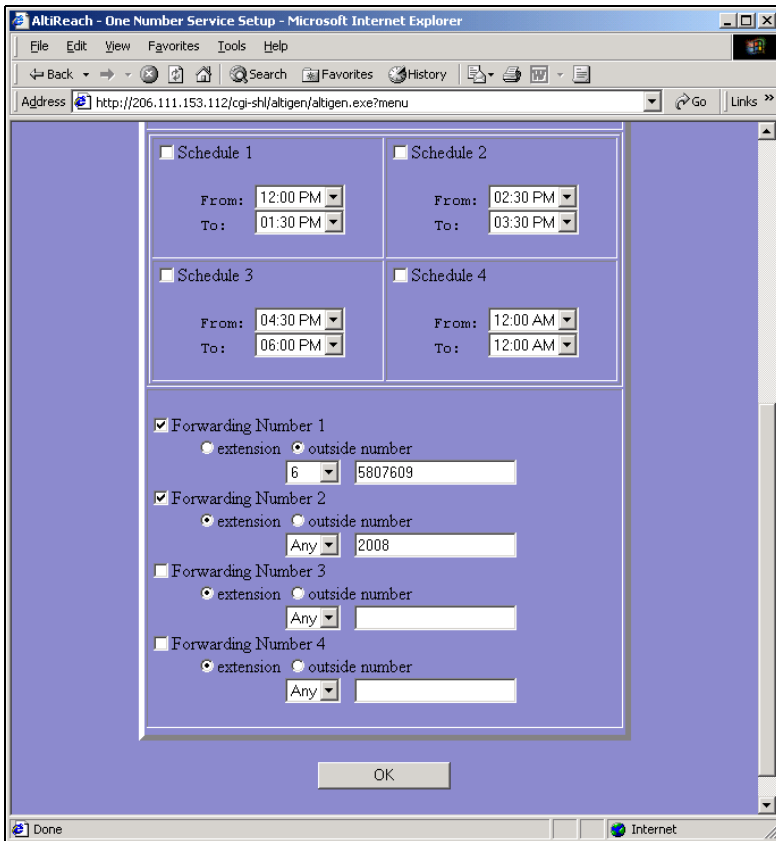 AltiReach - One Number Service Setup - Microsoft Internet Explorer
File Edit View Favorites Tools Help
Back Search Favorites History
Address http://206.111.153.112/cgi-shl/altigen/altigen.exe?menu Go Links »
Schedule 1 Schedule 2
From: 12:00 PM From: 02:30 PM
To: 01:30 PM To: 03:30 PM
Schedule 3 Schedule 4
From: 04:30 PM From: 12:00 AM
To: 06:00 PM To: 12:00 AM
Forwarding Number 1
extension outside number
6 5807609
Forwarding Number 2
extension outside number
Any 2008
Forwarding Number 3
extension outside number
Any
Forwarding Number 4
extension outside number
Any
OK
Done Internet